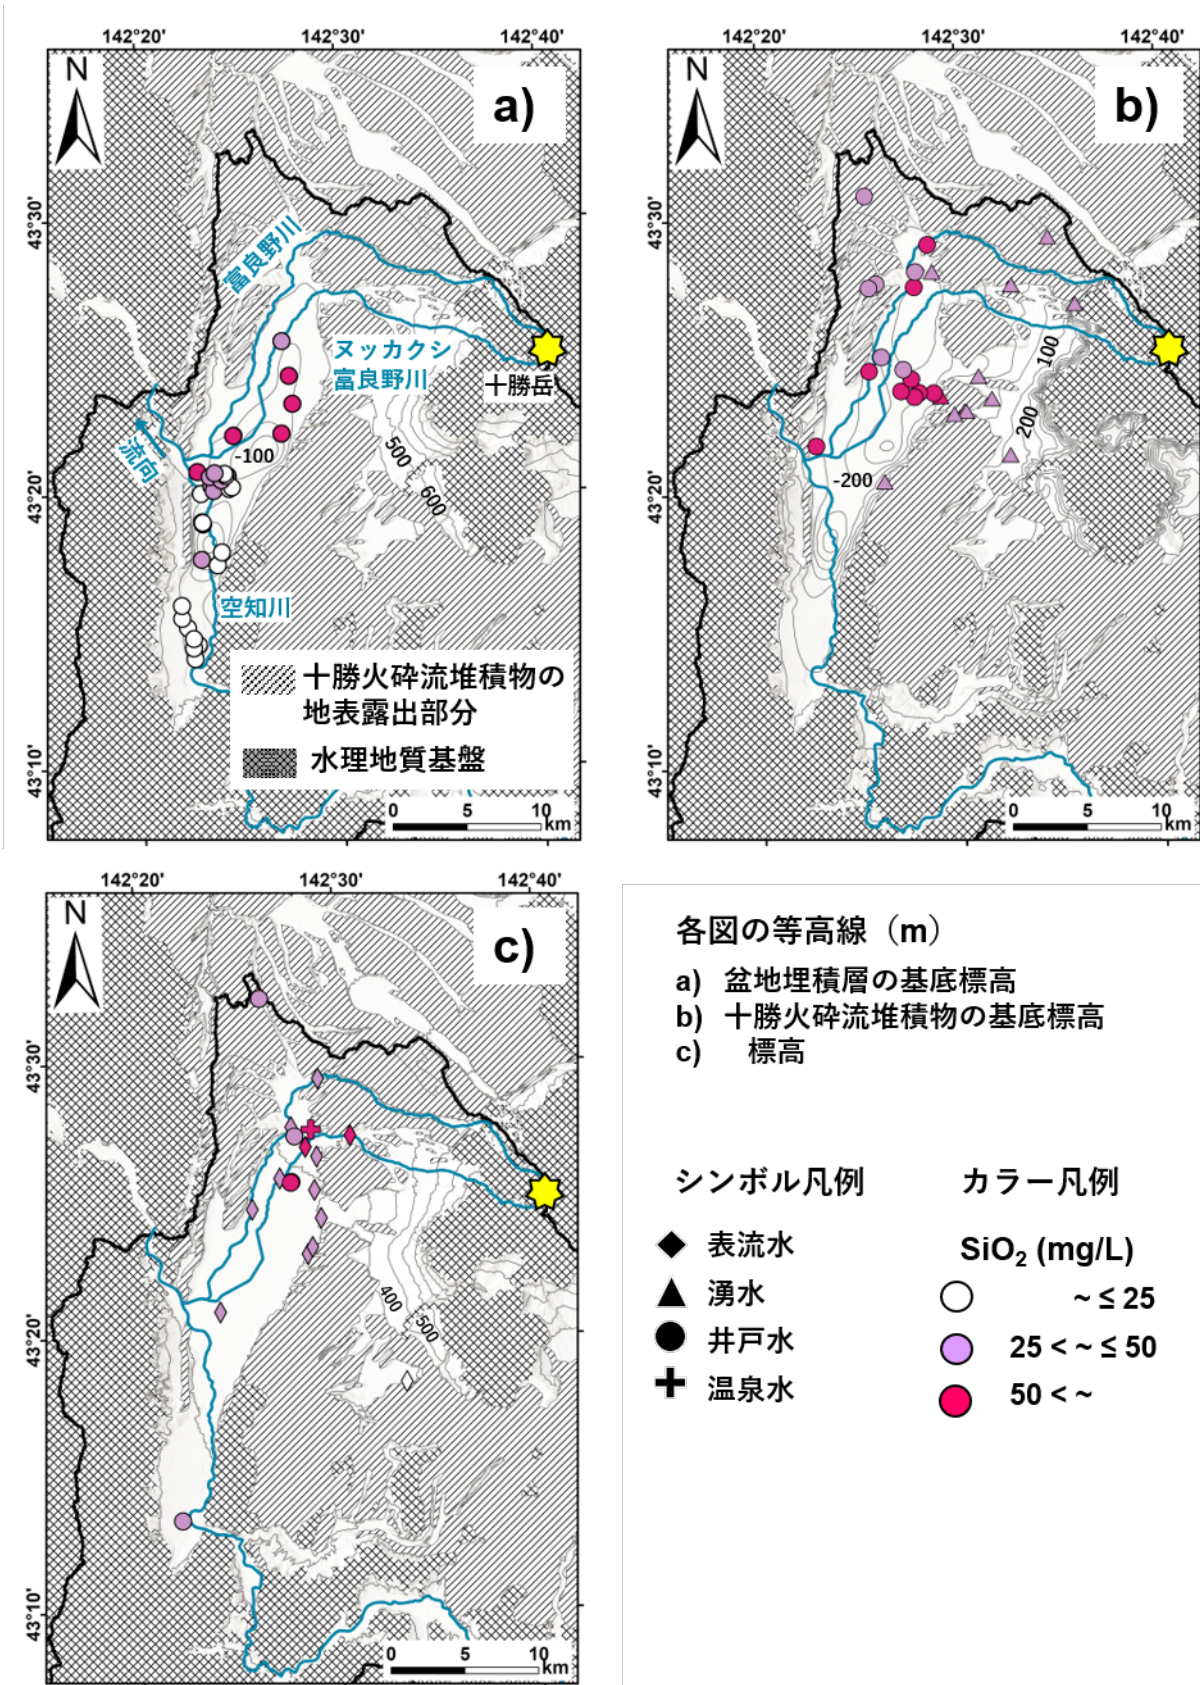 142°20' 142°30' 142°40'
N
a)
43°30'
43°20'
43°10'
富良野川
ヌッカクシ
富良野川
十勝岳
流向
-100
500
600
空知川
十勝火砕流堆積物の
地表露出部分
水理地質基盤
0 5 10
km
142°20' 142°30' 142°40'
N
b)
43°30'
43°20'
43°10'
100
200
-200
0 5 10
km
142°20' 142°30' 142°40'
N
c)
43°30'
43°20'
43°10'
400
500
0 5 10
km
各図の等高線（m）
a) 盆地埋積層の基底標高
b) 十勝火砕流堆積物の基底標高
c) 標高
シンボル凡例
表流水
湧水
井戸水
温泉水
カラー凡例
SiO₂ (mg/L)
~ ≤ 25
25 < ~ ≤ 50
50 < ~